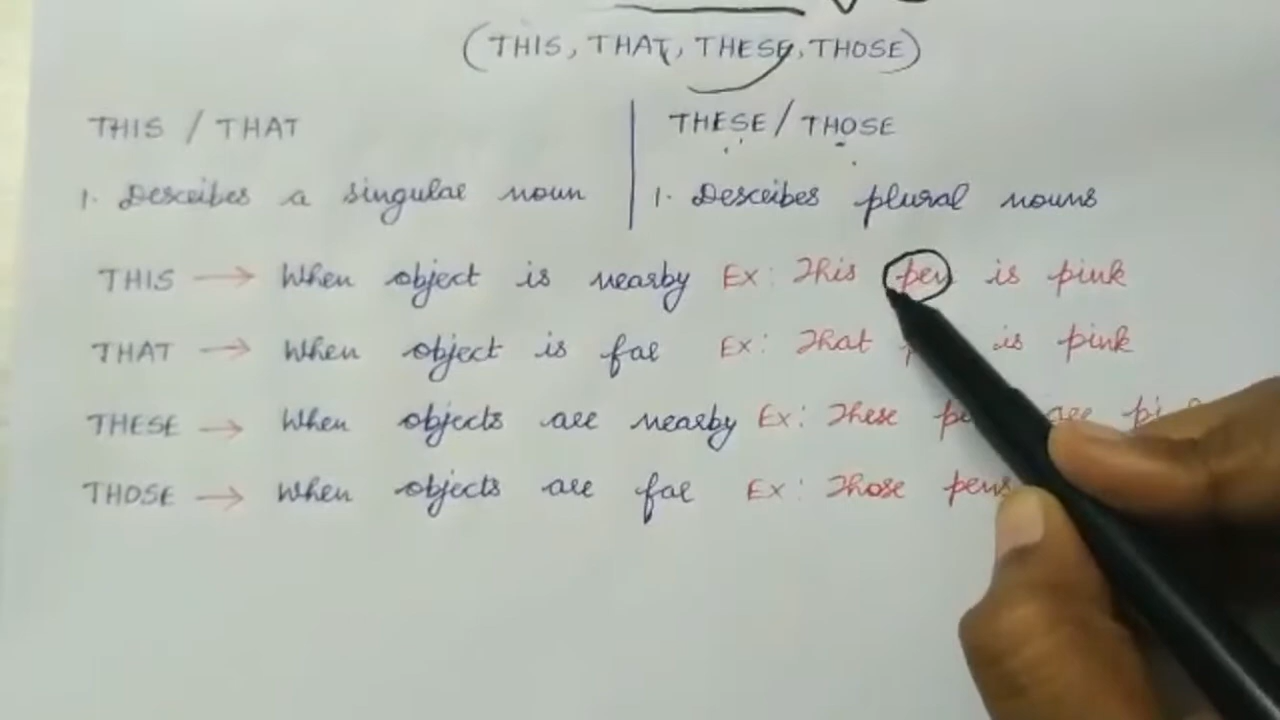 (THIS, THAT, THESE, THOSE)
THIS / THAT
THESE / THOSE
1. Describes a singular noun
1. Describes plural nouns
THIS → When object is nearby Ex: This pen is pink
THAT → When object is far Ex: That is pink
THESE → When objects are nearby Ex: These are
THOSE → When objects are far Ex: Those pens